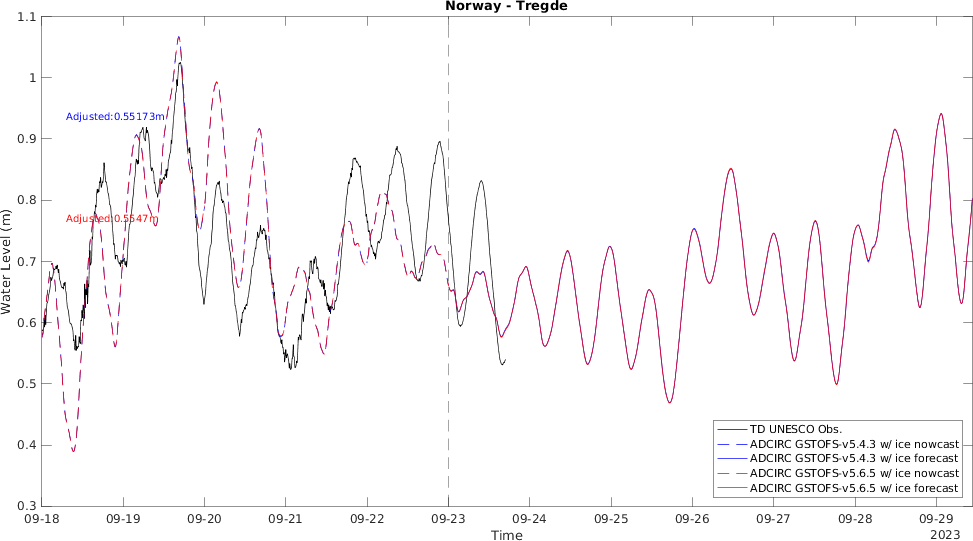 Norway - Tregde
1.1
1
0.9
0.8
0.7
0.6
0.5
0.4
0.3
Water Level (m)
Adjusted:0.55173m
Adjusted:0.5547m
TD UNESCO Obs.
ADCIRC GSTOFS-v5.4.3 w/ ice nowcast
ADCIRC GSTOFS-v5.4.3 w/ ice forecast
ADCIRC GSTOFS-v5.6.5 w/ ice nowcast
ADCIRC GSTOFS-v5.6.5 w/ ice forecast
09-18 09-19 09-20 09-21 09-22 09-23 09-24 09-25 09-26 09-27 09-28 09-29
Time
2023